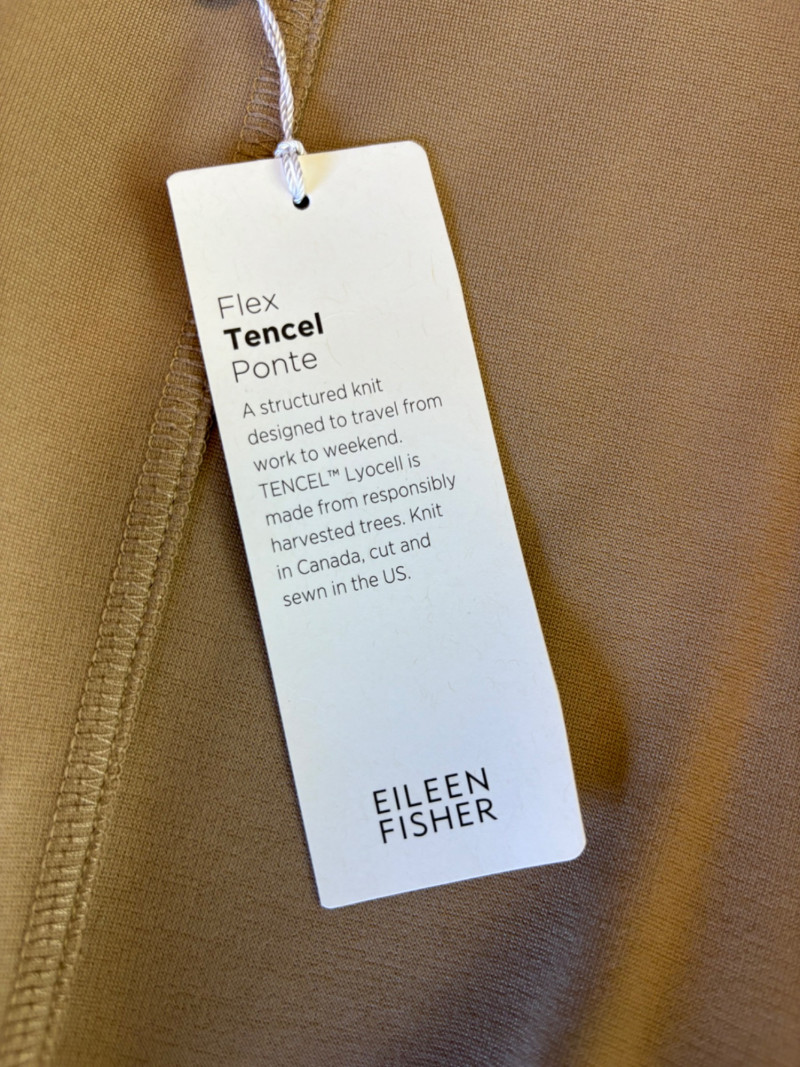 Flex
Tencel
Ponte
A structured knit
designed to travel from
work to weekend.
TENCEL™ Lyocell is
made from responsibly
harvested trees. Knit
in Canada, cut and
sewn in the US.
EILEEN
FISHER